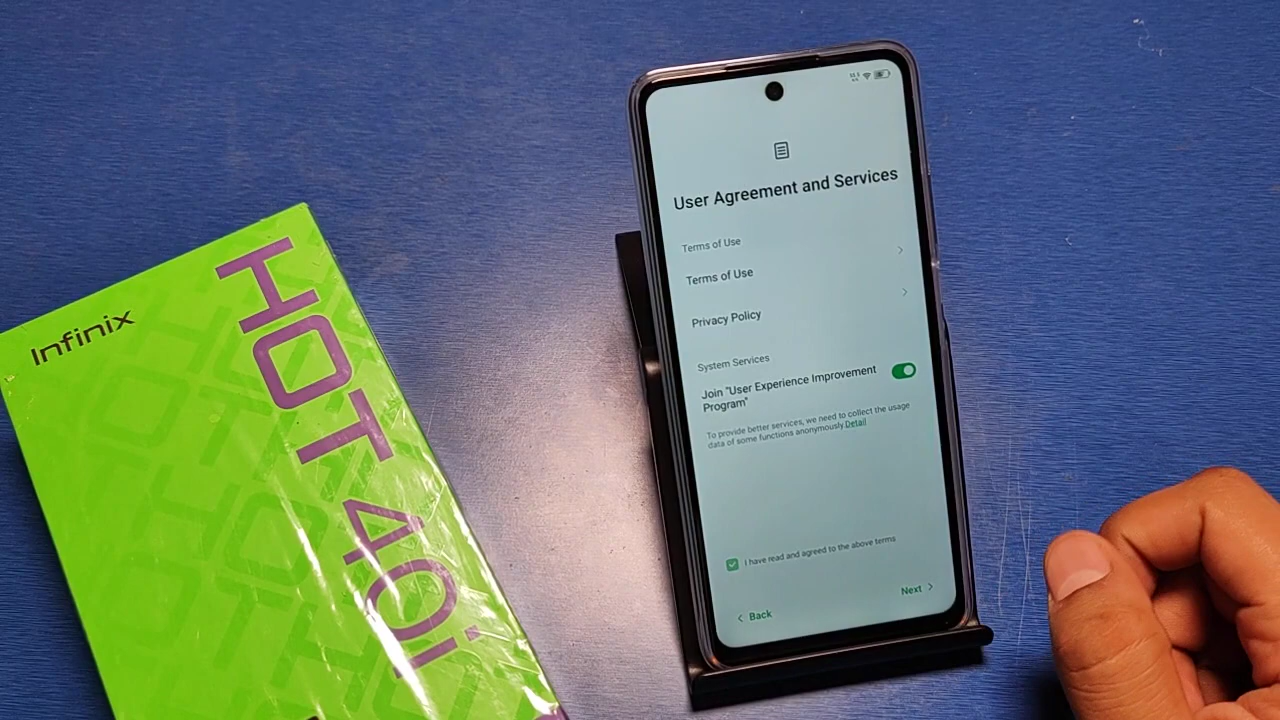 Infinix
HOT 40i
User Agreement and Services
Terms of Use
Terms of Use
Privacy Policy
System Services
Join "User Experience Improvement
Program"
To provide better services, we need to collect the usage
data of some functions anonymously Detail
I have read and agreed to the above terms
Next
Back